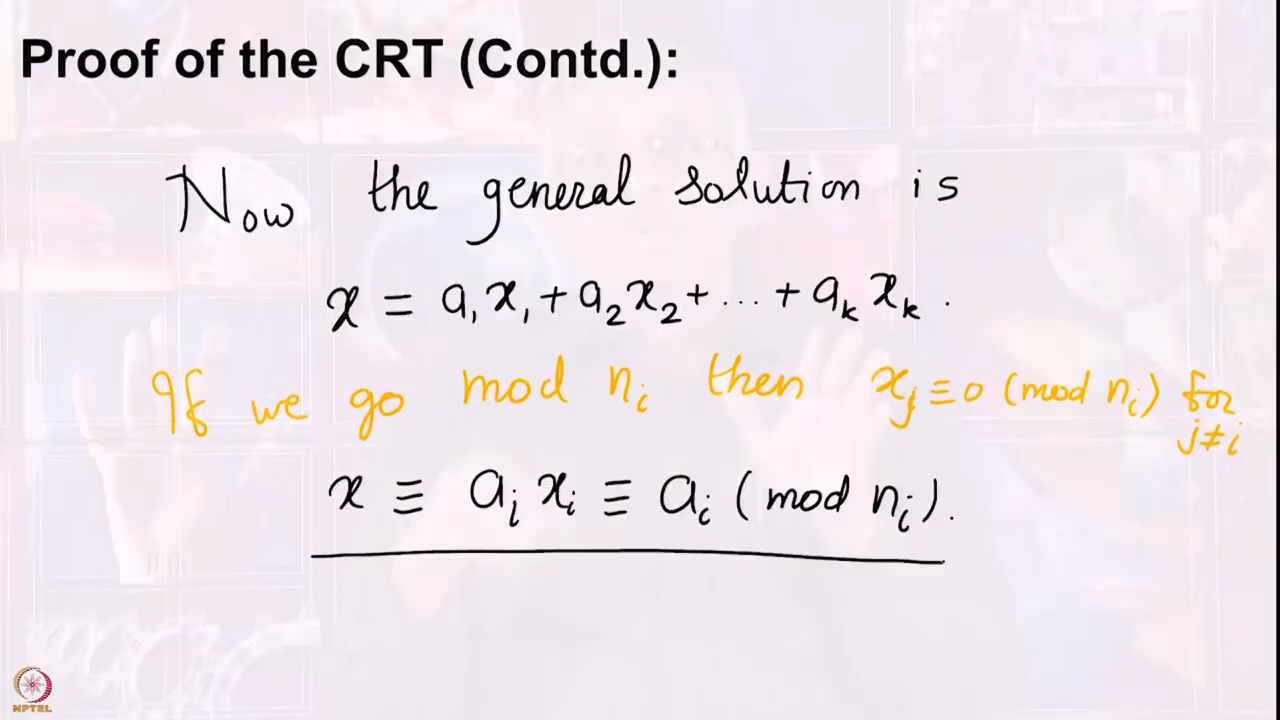 Proof of the CRT (Contd.):
Now the general solution is
x = a₁x₁ + a₂x₂ + ... + aₖxₖ.
If we go mod nᵢ then xⱼ ≡ 0 (mod nᵢ) for
j≠i
x ≡ aᵢxᵢ ≡ aᵢ (mod nᵢ).
NPTEL